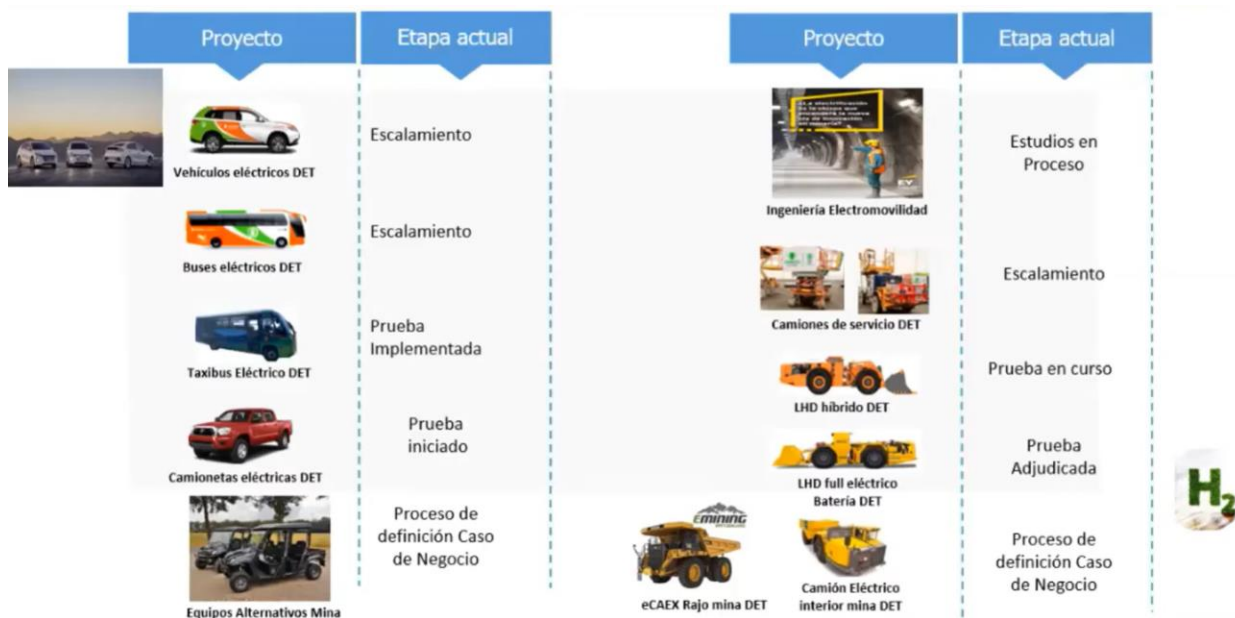 Proyecto
Etapa actual
Vehículos eléctricos DET
Escalamiento
Buses eléctricos DET
Escalamiento
Taxibus Eléctrico DET
Prueba
Implementada
Camionetas eléctricas DET
Prueba
iniciado
Equipos Alternativos Mina
Proceso de
definición Caso
de Negocio
Proyecto
Etapa actual
¿La electrificación
EY
Ingeniería Electromovilidad
Estudios en
Proceso
Camiones de servicio DET
Escalamiento
LHD híbrido DET
Prueba en curso
LHD full eléctrico
Batería DET
Prueba
Adjudicada
EMINING
eCAEX Rajo mina DET
Camión Eléctrico
interior mina DET
Proceso de
definición Caso
de Negocio
H2